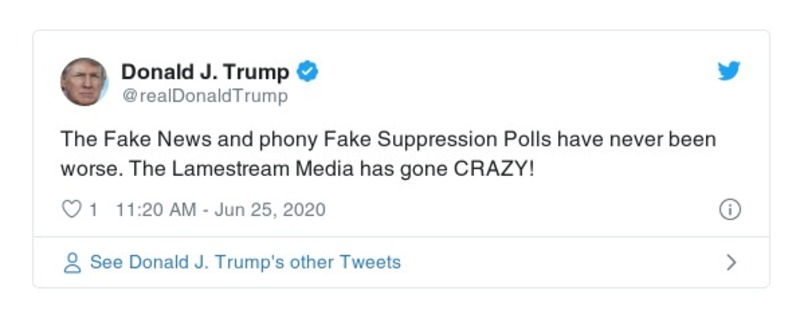 Donald J. Trump
@realDonaldTrump
The Fake News and phony Fake Suppression Polls have never been
worse. The Lamestream Media has gone CRAZY!
1 11:20 AM - Jun 25, 2020
See Donald J. Trump's other Tweets